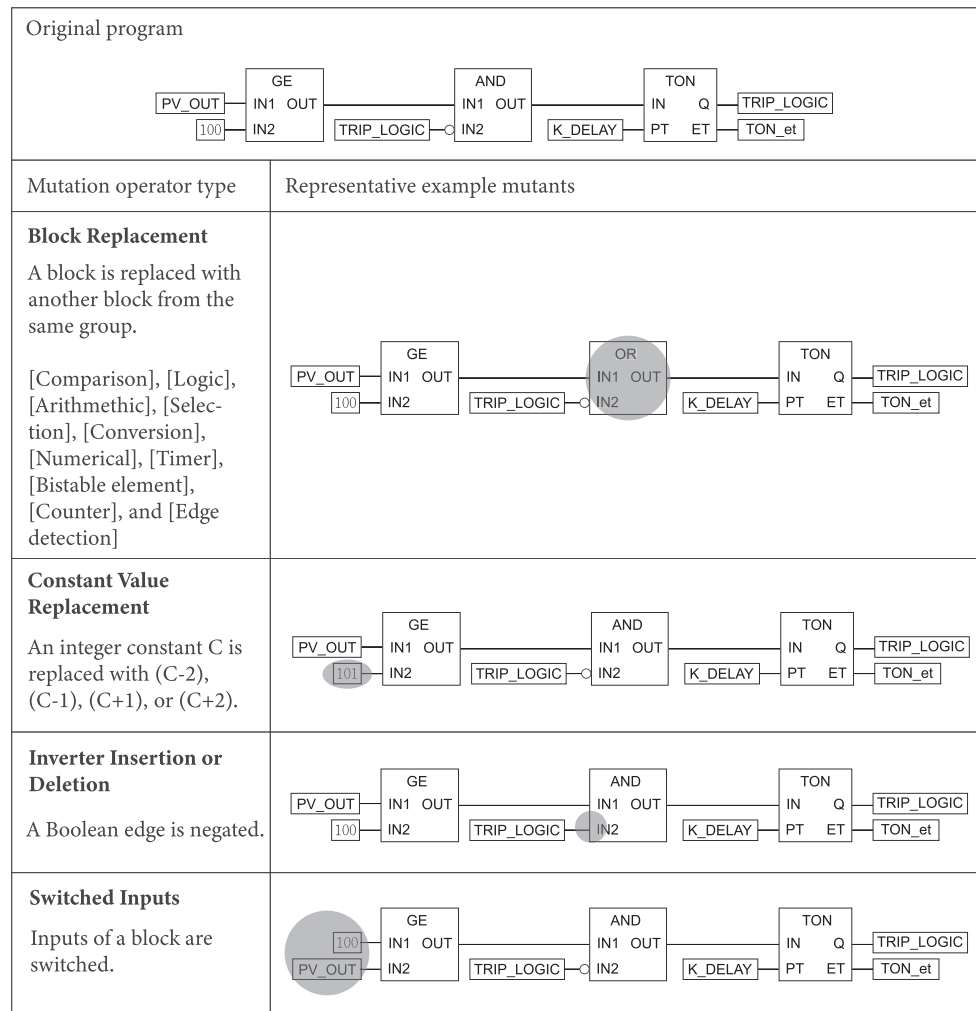 Original program
GE AND TON
PV_OUT IN1 OUT IN1 OUT IN Q TRIP_LOGIC
100 IN2 TRIP_LOGIC IN2 K_DELAY PT ET TON_et
Mutation operator type Representative example mutants
Block Replacement
A block is replaced with
another block from the
same group.
[Comparison], [Logic],
[Arithmethic], [Selec-
tion], [Conversion],
[Numerical], [Timer],
[Bistable element],
[Counter], and [Edge
detection]
GE OR TON
PV_OUT IN1 OUT IN1 OUT IN Q TRIP_LOGIC
100 IN2 TRIP_LOGIC IN2 K_DELAY PT ET TON_et
Constant Value
Replacement
An integer constant C is
replaced with (C-2),
(C-1), (C+1), or (C+2).
GE AND TON
PV_OUT IN1 OUT IN1 OUT IN Q TRIP_LOGIC
101 IN2 TRIP_LOGIC IN2 K_DELAY PT ET TON_et
Inverter Insertion or
Deletion
A Boolean edge is negated.
GE AND TON
PV_OUT IN1 OUT IN1 OUT IN Q TRIP_LOGIC
100 IN2 TRIP_LOGIC IN2 K_DELAY PT ET TON_et
Switched Inputs
Inputs of a block are
switched.
GE AND TON
100 IN1 OUT IN1 OUT IN Q TRIP_LOGIC
PV_OUT IN2 TRIP_LOGIC IN2 K_DELAY PT ET TON_et